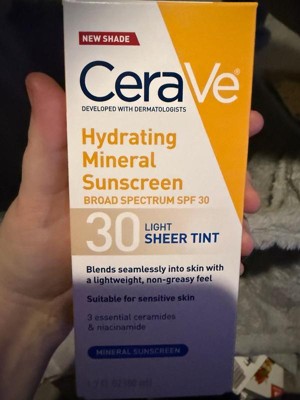 NEW SHADE
CeraVe
DEVELOPED WITH DERMATOLOGISTS
Hydrating
Mineral
Sunscreen
BROAD SPECTRUM SPF 30
30 LIGHT
SHEER TINT
Blends seamlessly into skin with
a lightweight, non-greasy feel
Suitable for sensitive skin
3 essential ceramides
& niacinamide
MINERAL SUNSCREEN